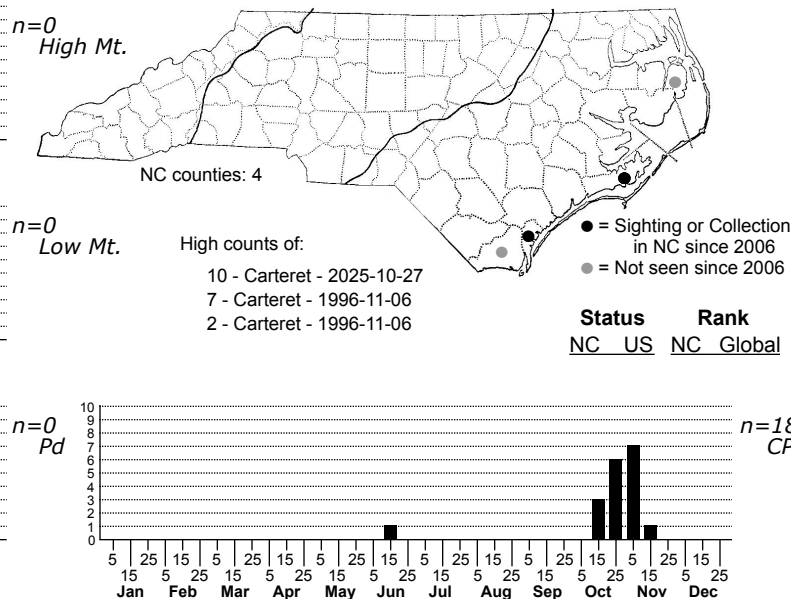 n=0
High Mt.
NC counties: 4
n=0
Low Mt.
High counts of:
10 - Carteret - 2025-10-27
7 - Carteret - 1996-11-06
2 - Carteret - 1996-11-06
= Sighting or Collection
in NC since 2006
= Not seen since 2006
Status Rank
NC US NC Global
n=0
Pd
n=18
CP
10
9
8
7
6
5
4
3
2
1
0
5 25 15 5 25 15 5 25 15 5 25 15 5 25 15 5 25 15
15 5 25 15 5 25 15 5 25 15 5 25 15 5 25 15 5 25
Jan Feb Mar Apr May Jun Jul Aug Sep Oct Nov Dec